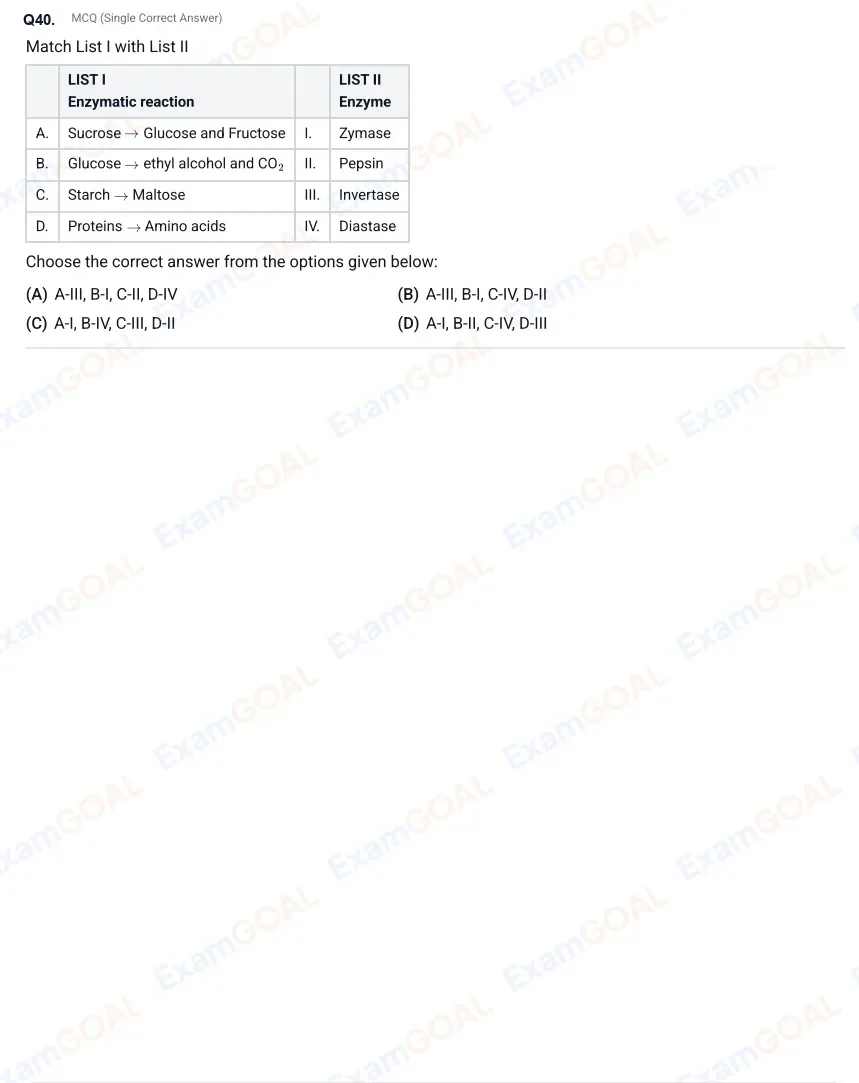 Q40. MCQ (Single Correct Answer)
Match List I with List II
LIST I LIST II
Enzymatic reaction Enzyme
A. Sucrose → Glucose and Fructose I. Zymase
B. Glucose → ethyl alcohol and CO₂ II. Pepsin
C. Starch → Maltose III. Invertase
D. Proteins → Amino acids IV. Diastase
Choose the correct answer from the options given below:
(A) A-III, B-I, C-II, D-IV (B) A-III, B-I, C-IV, D-II
(C) A-I, B-IV, C-III, D-II (D) A-I, B-II, C-IV, D-III
ExamGOAL